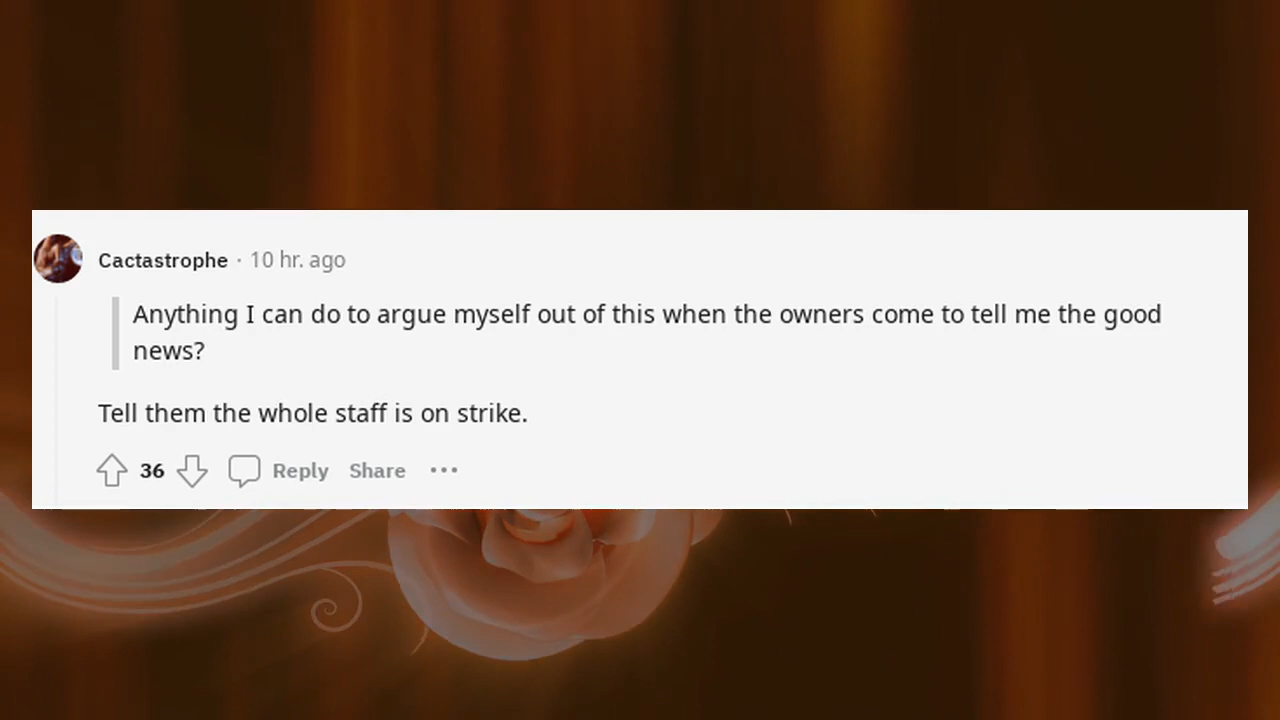 Cactastrophe · 10 hr. ago
Anything I can do to argue myself out of this when the owners come to tell me the good
news?
Tell them the whole staff is on strike.
36 Reply Share •••